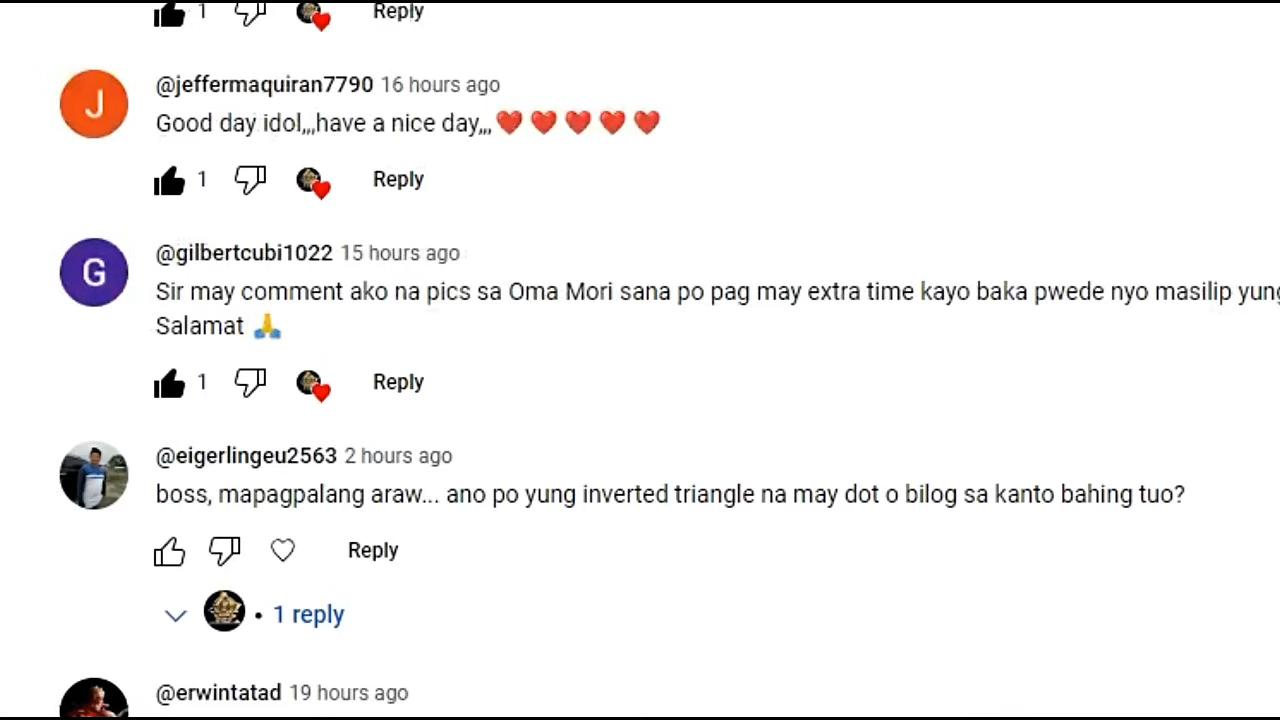 1 Reply
@jeffermaquiran7790 16 hours ago
Good day idol,,,have a nice day,,,❤️❤️❤️❤️❤️
1 Reply
G
@gilbertcubi1022 15 hours ago
Sir may comment ako na pics sa Oma Mori sana po pag may extra time kayo baka pwede nyo masilip yung
Salamat 🙏
1 Reply
@eigerlingeu2563 2 hours ago
boss, mapagpalang araw... ano po yung inverted triangle na may dot o bilog sa kanto bahing tuo?
Reply
• 1 reply
@erwintatad 19 hours ago
J